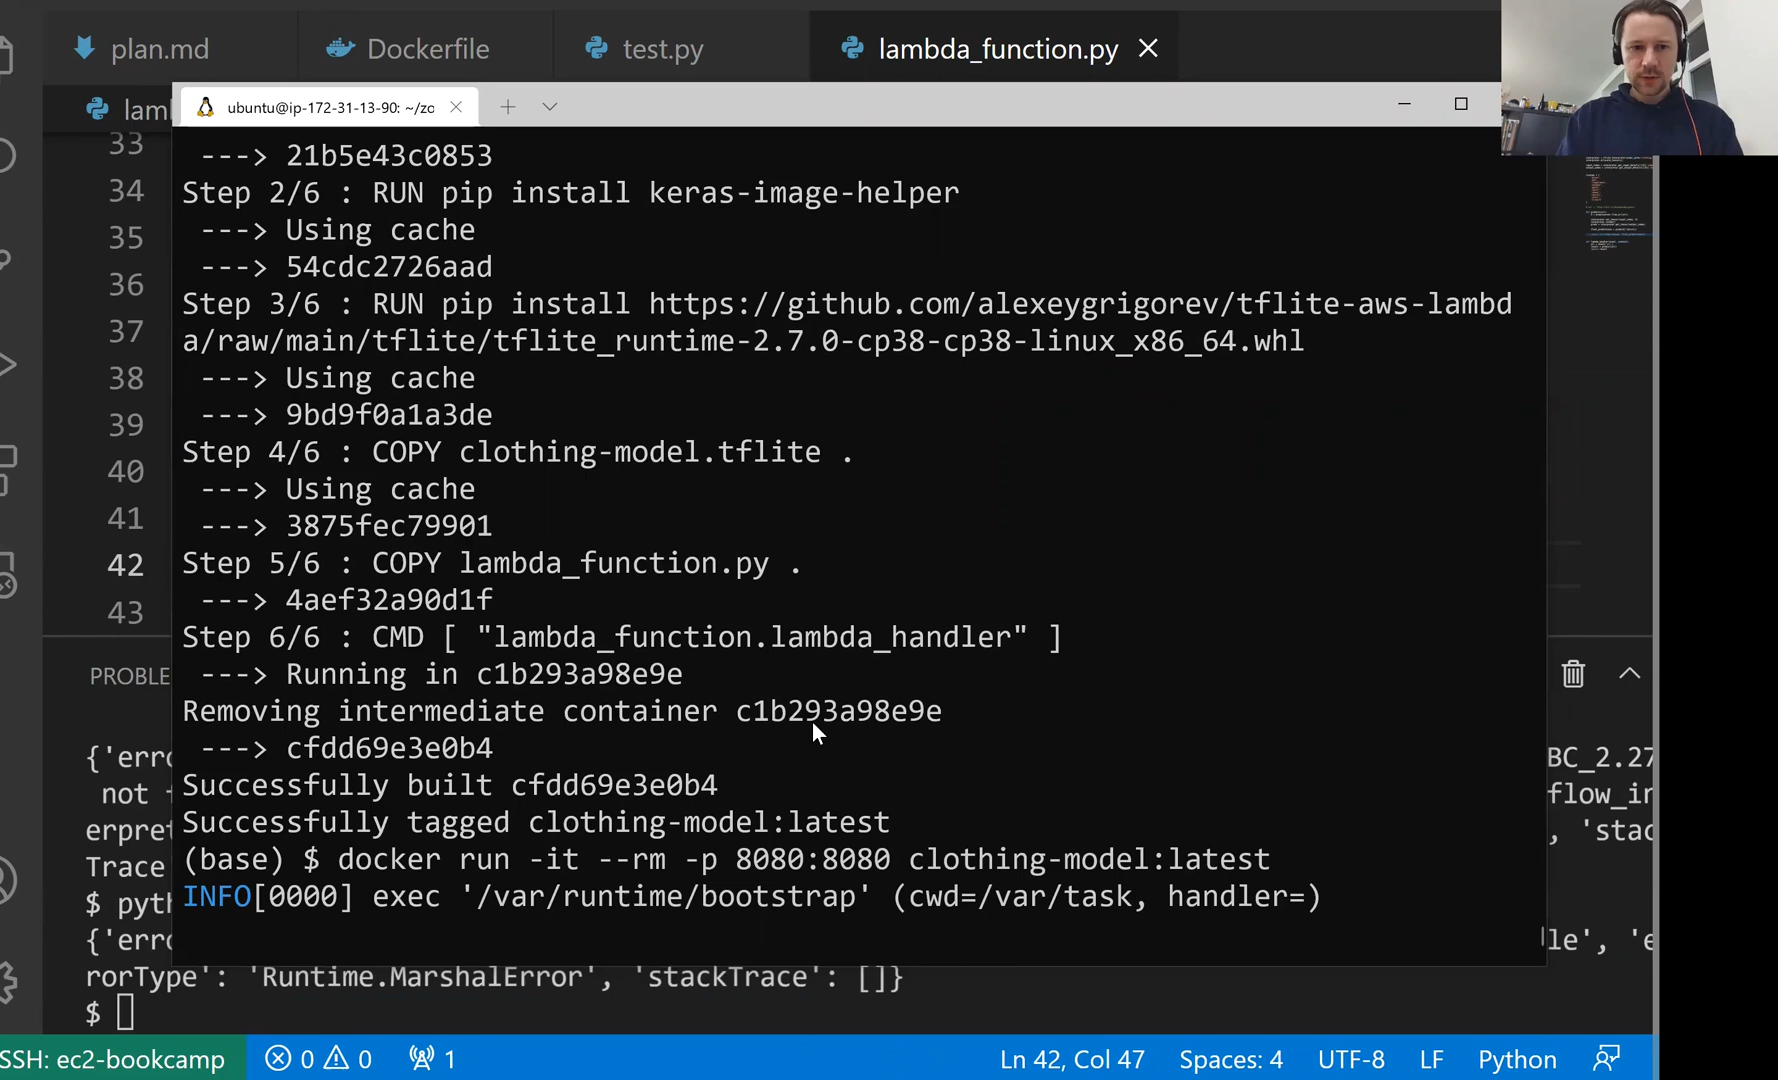 plan.md
Dockerfile
test.py
lambda_function.py
lam
ubuntu@ip-172-31-13-90: ~/zo
33
34
35
36
37
38
39
40
41
42
43
---> 21b5e43c0853
Step 2/6 : RUN pip install keras-image-helper
---> Using cache
---> 54cdc2726aad
Step 3/6 : RUN pip install https://github.com/alexeygrigorev/tflite-aws-lambd
a/raw/main/tflite/tflite_runtime-2.7.0-cp38-cp38-linux_x86_64.whl
---> Using cache
---> 9bd9f0a1a3de
Step 4/6 : COPY clothing-model.tflite .
---> Using cache
---> 3875fec79901
Step 5/6 : COPY lambda_function.py .
---> 4aef32a90d1f
Step 6/6 : CMD [ "lambda_function.lambda_handler" ]
---> Running in c1b293a98e9e
Removing intermediate container c1b293a98e9e
---> cfdd69e3e0b4
Successfully built cfdd69e3e0b4
Successfully tagged clothing-model:latest
(base) $ docker run -it --rm -p 8080:8080 clothing-model:latest
INFO[0000] exec '/var/runtime/bootstrap' (cwd=/var/task, handler=)
PROBLE
{'erro BC_2.27
not flow_in
erpret , 'stac
Trace
$ pyth
{'erro le', 'e
rorType': 'Runtime.MarshalError', 'stackTrace': []}
$
SSH: ec2-bookcamp 0 0 1 Ln 42, Col 47 Spaces: 4 UTF-8 LF Python